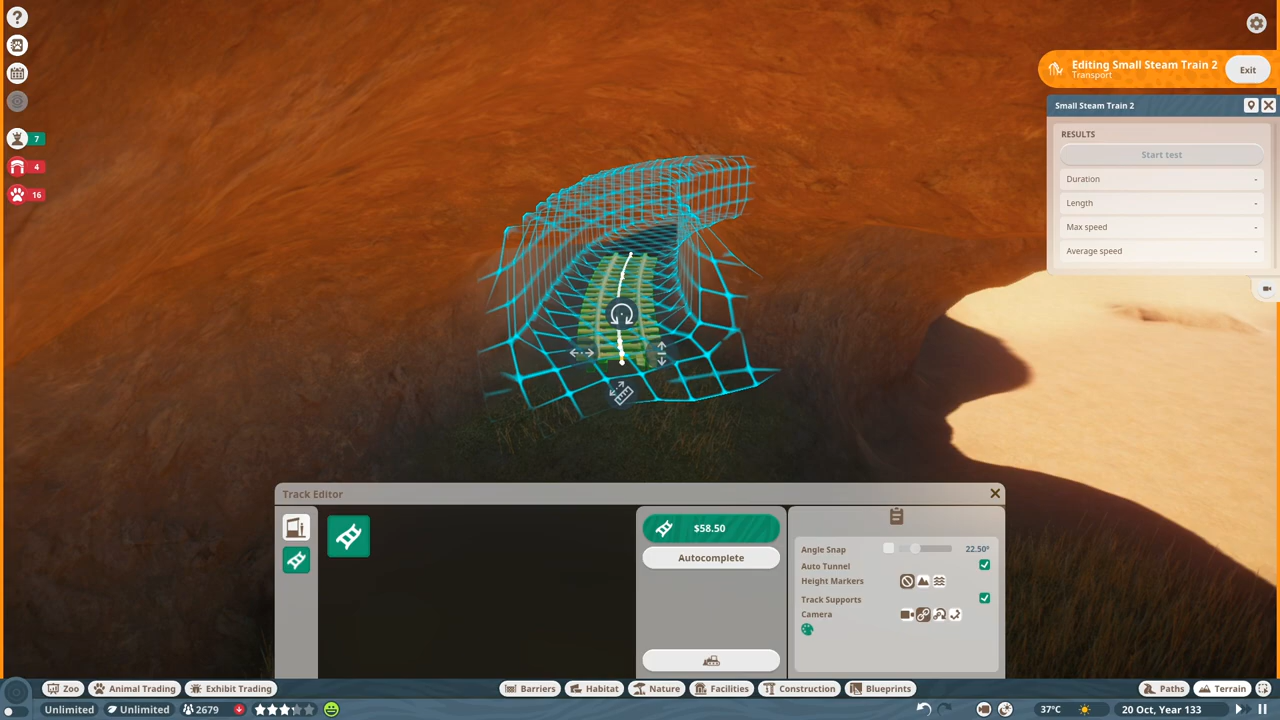 ?
Editing Small Steam Train 2
Transport
Exit
Small Steam Train 2
RESULTS
Start test
Duration -
Length -
Max speed -
Average speed -
7
4
16
Track Editor
$58.50
Autocomplete
Angle Snap 22.50°
Auto Tunnel
Height Markers
Track Supports
Camera
Zoo
Animal Trading
Exhibit Trading
Barriers
Habitat
Nature
Facilities
Construction
Blueprints
Paths
Terrain
Unlimited
Unlimited
2679
37°C
20 Oct, Year 133